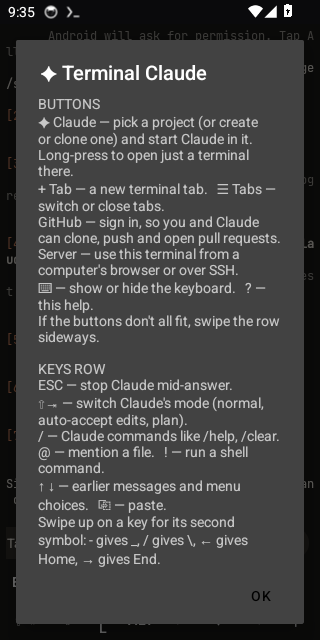 9:35
Android will ask for permission. Tap A
✦ Terminal Claude
BUTTONS
✦ Claude — pick a project (or create
or clone one) and start Claude in it.
Long-press to open just a terminal
there.
+ Tab — a new terminal tab. ☰ Tabs —
switch or close tabs.
GitHub — sign in, so you and Claude
can clone, push and open pull requests.
Server — use this terminal from a
computer's browser or over SSH.
⌨ — show or hide the keyboard. ? —
this help.
If the buttons don't all fit, swipe the row
sideways.
KEYS ROW
ESC — stop Claude mid-answer.
⇧⇥ — switch Claude's mode (normal,
auto-accept edits, plan).
/ — Claude commands like /help, /clear.
@ — mention a file. ! — run a shell
command.
↑ ↓ — earlier messages and menu
choices. ⎘ — paste.
Swipe up on a key for its second
symbol: - gives _, / gives \, ← gives
Home, → gives End.
OK